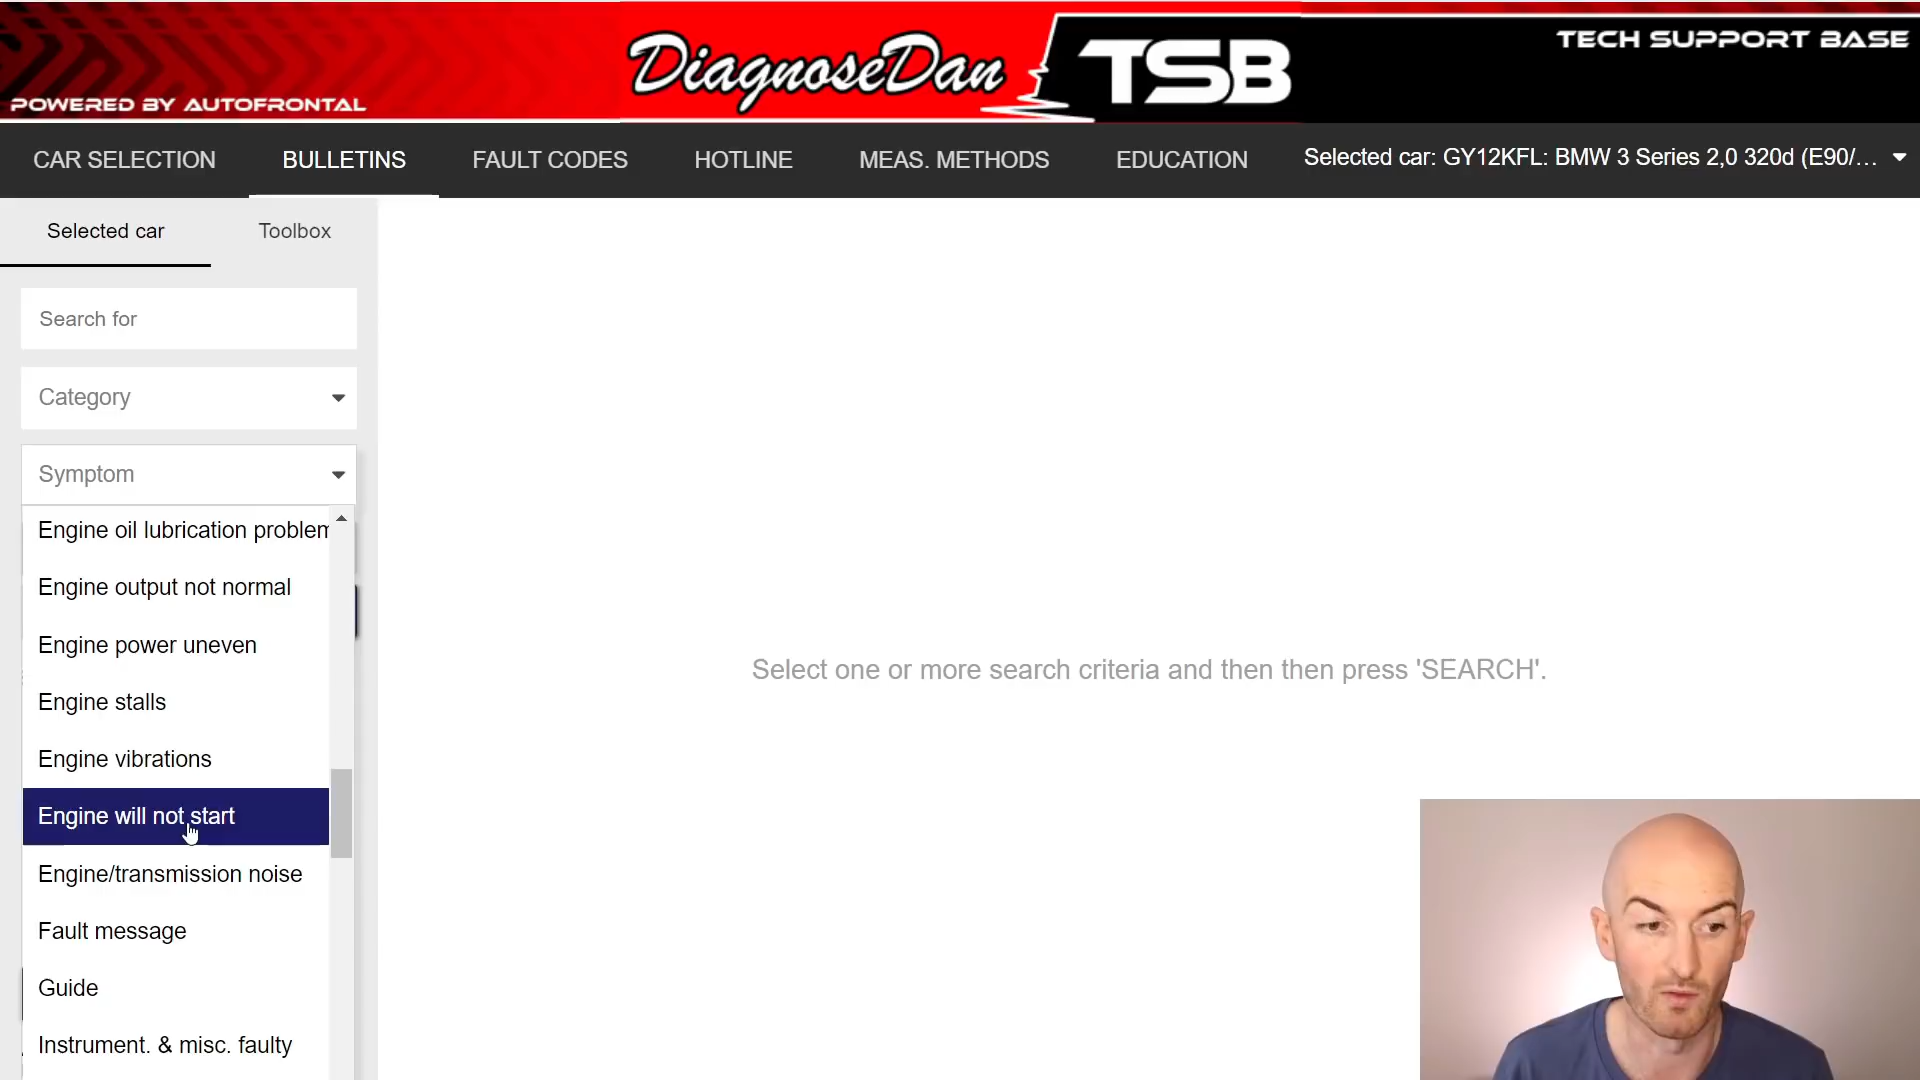 POWERED BY AUTOFRONTAL
DiagnoseDan TSB
TECH SUPPORT BASE
CAR SELECTION
BULLETINS
FAULT CODES
HOTLINE
MEAS. METHODS
EDUCATION
Selected car: GY12KFL: BMW 3 Series 2,0 320d (E90/...
Selected car
Toolbox
Search for
Category
Symptom
Engine oil lubrication problem
Engine output not normal
Engine power uneven
Engine stalls
Engine vibrations
Engine will not start
Engine/transmission noise
Fault message
Guide
Instrument. & misc. faulty
Select one or more search criteria and then then press 'SEARCH'.